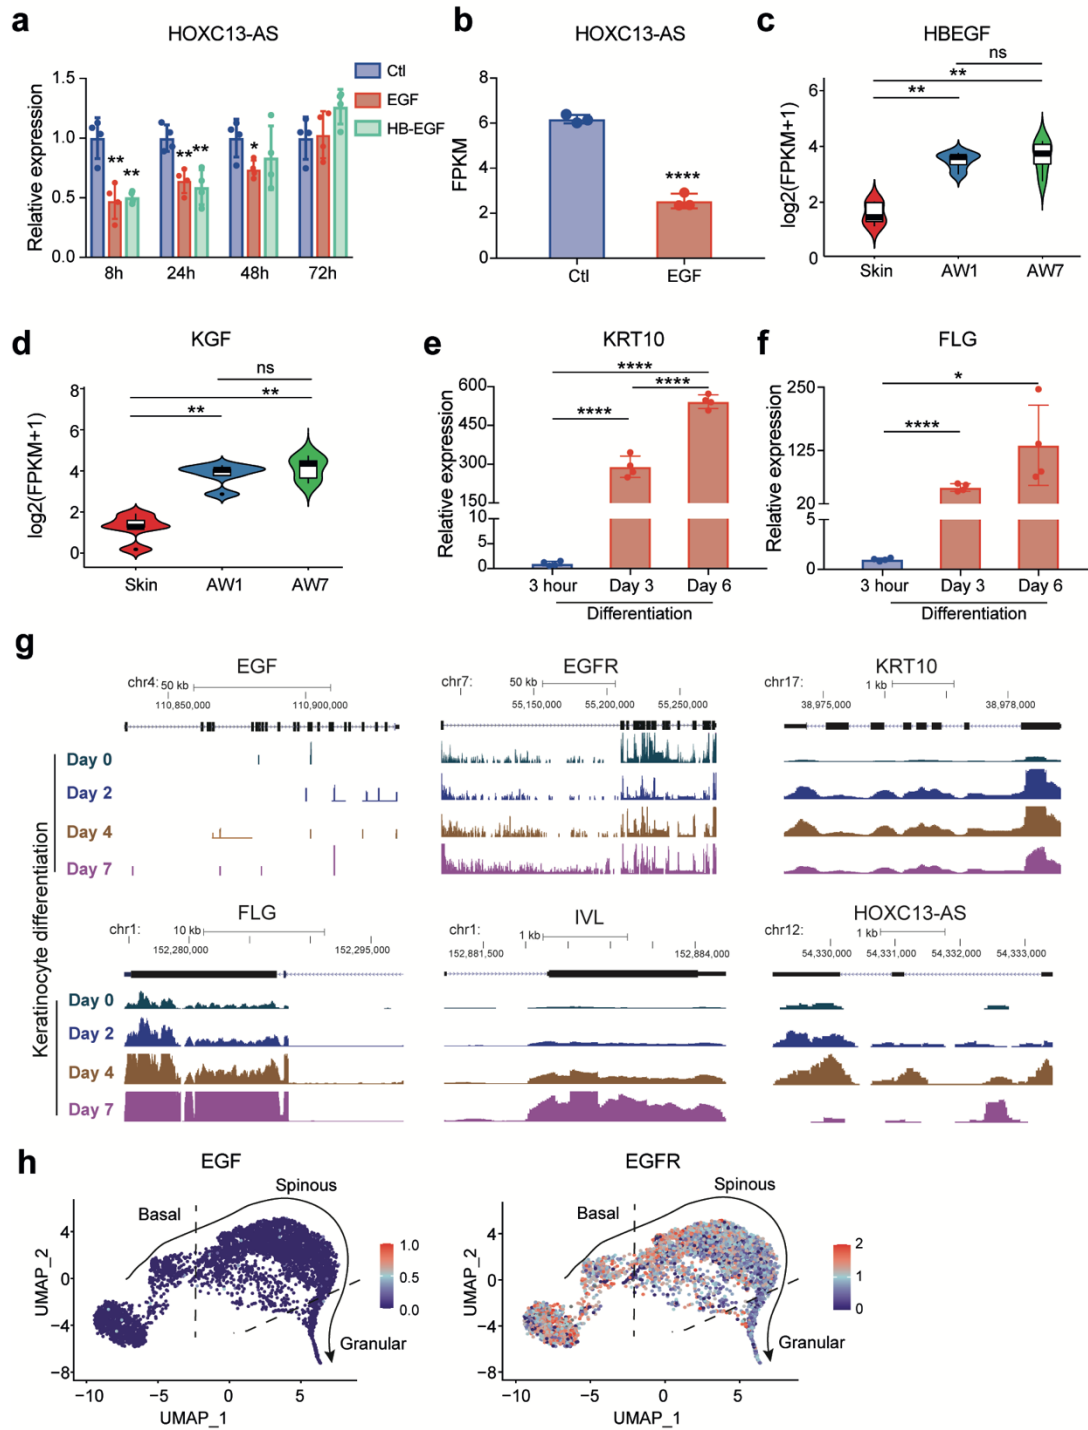 a
HOXC13-AS
Relative expression
1.5
1.0
0.5
0.0
** ** ** ** *
8h 24h 48h 72h
Ctl
EGF
HB-EGF
b
HOXC13-AS
FPKM
8
6
4
2
0
****
Ctl EGF
c
HBEGF
ns
**
**
log2(FPKM+1)
6
4
2
0
Skin AW1 AW7
d
KGF
ns
**
**
log2(FPKM+1)
8
6
4
2
0
Skin AW1 AW7
e
KRT10
****
****
****
Relative expression
600
450
300
150
10
5
0
3 hour Day 3 Day 6
Differentiation
f
FLG
*
****
Relative expression
250
125
20
5
0
3 hour Day 3 Day 6
Differentiation
g
Keratinocyte differentiation
EGF
chr4: 50 kb
110,850,000 110,900,000
EGFR
chr7: 50 kb
55,150,000 55,200,000 55,250,000
KRT10
chr17: 1 kb
38,975,000 38,978,000
Day 0
Day 2
Day 4
Day 7
FLG
chr1: 10 kb
152,280,000 152,295,000
IVL
chr1: 1 kb
152,881,500 152,884,000
HOXC13-AS
chr12: 1 kb
54,330,000 54,331,000 54,332,000 54,333,000
Day 0
Day 2
Day 4
Day 7
h
EGF
Basal
Spinous
Granular
UMAP_2
4
0
−4
−8
−10 −5 0 5
UMAP_1
1.0
0.5
0.0
EGFR
Basal
Spinous
Granular
UMAP_2
4
0
−4
−8
−10 −5 0 5
UMAP_1
2
1
0